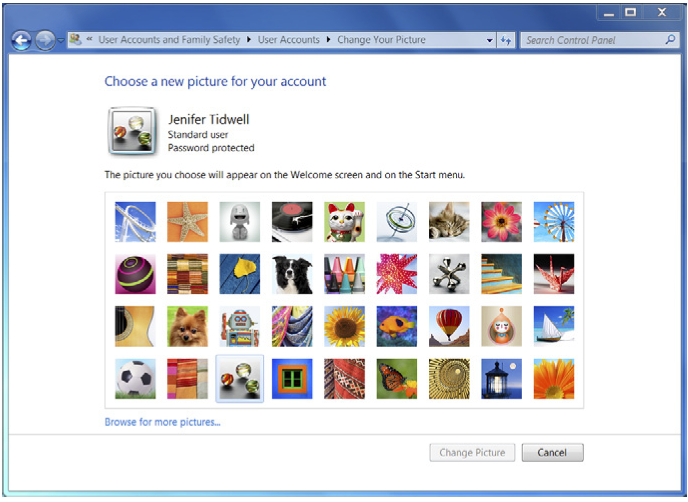 « User Accounts and Family Safety ▸ User Accounts ▸ Change Your Picture
Search Control Panel
Choose a new picture for your account
Jenifer Tidwell
Standard user
Password protected
The picture you choose will appear on the Welcome screen and on the Start menu.
Browse for more pictures...
Change Picture
Cancel